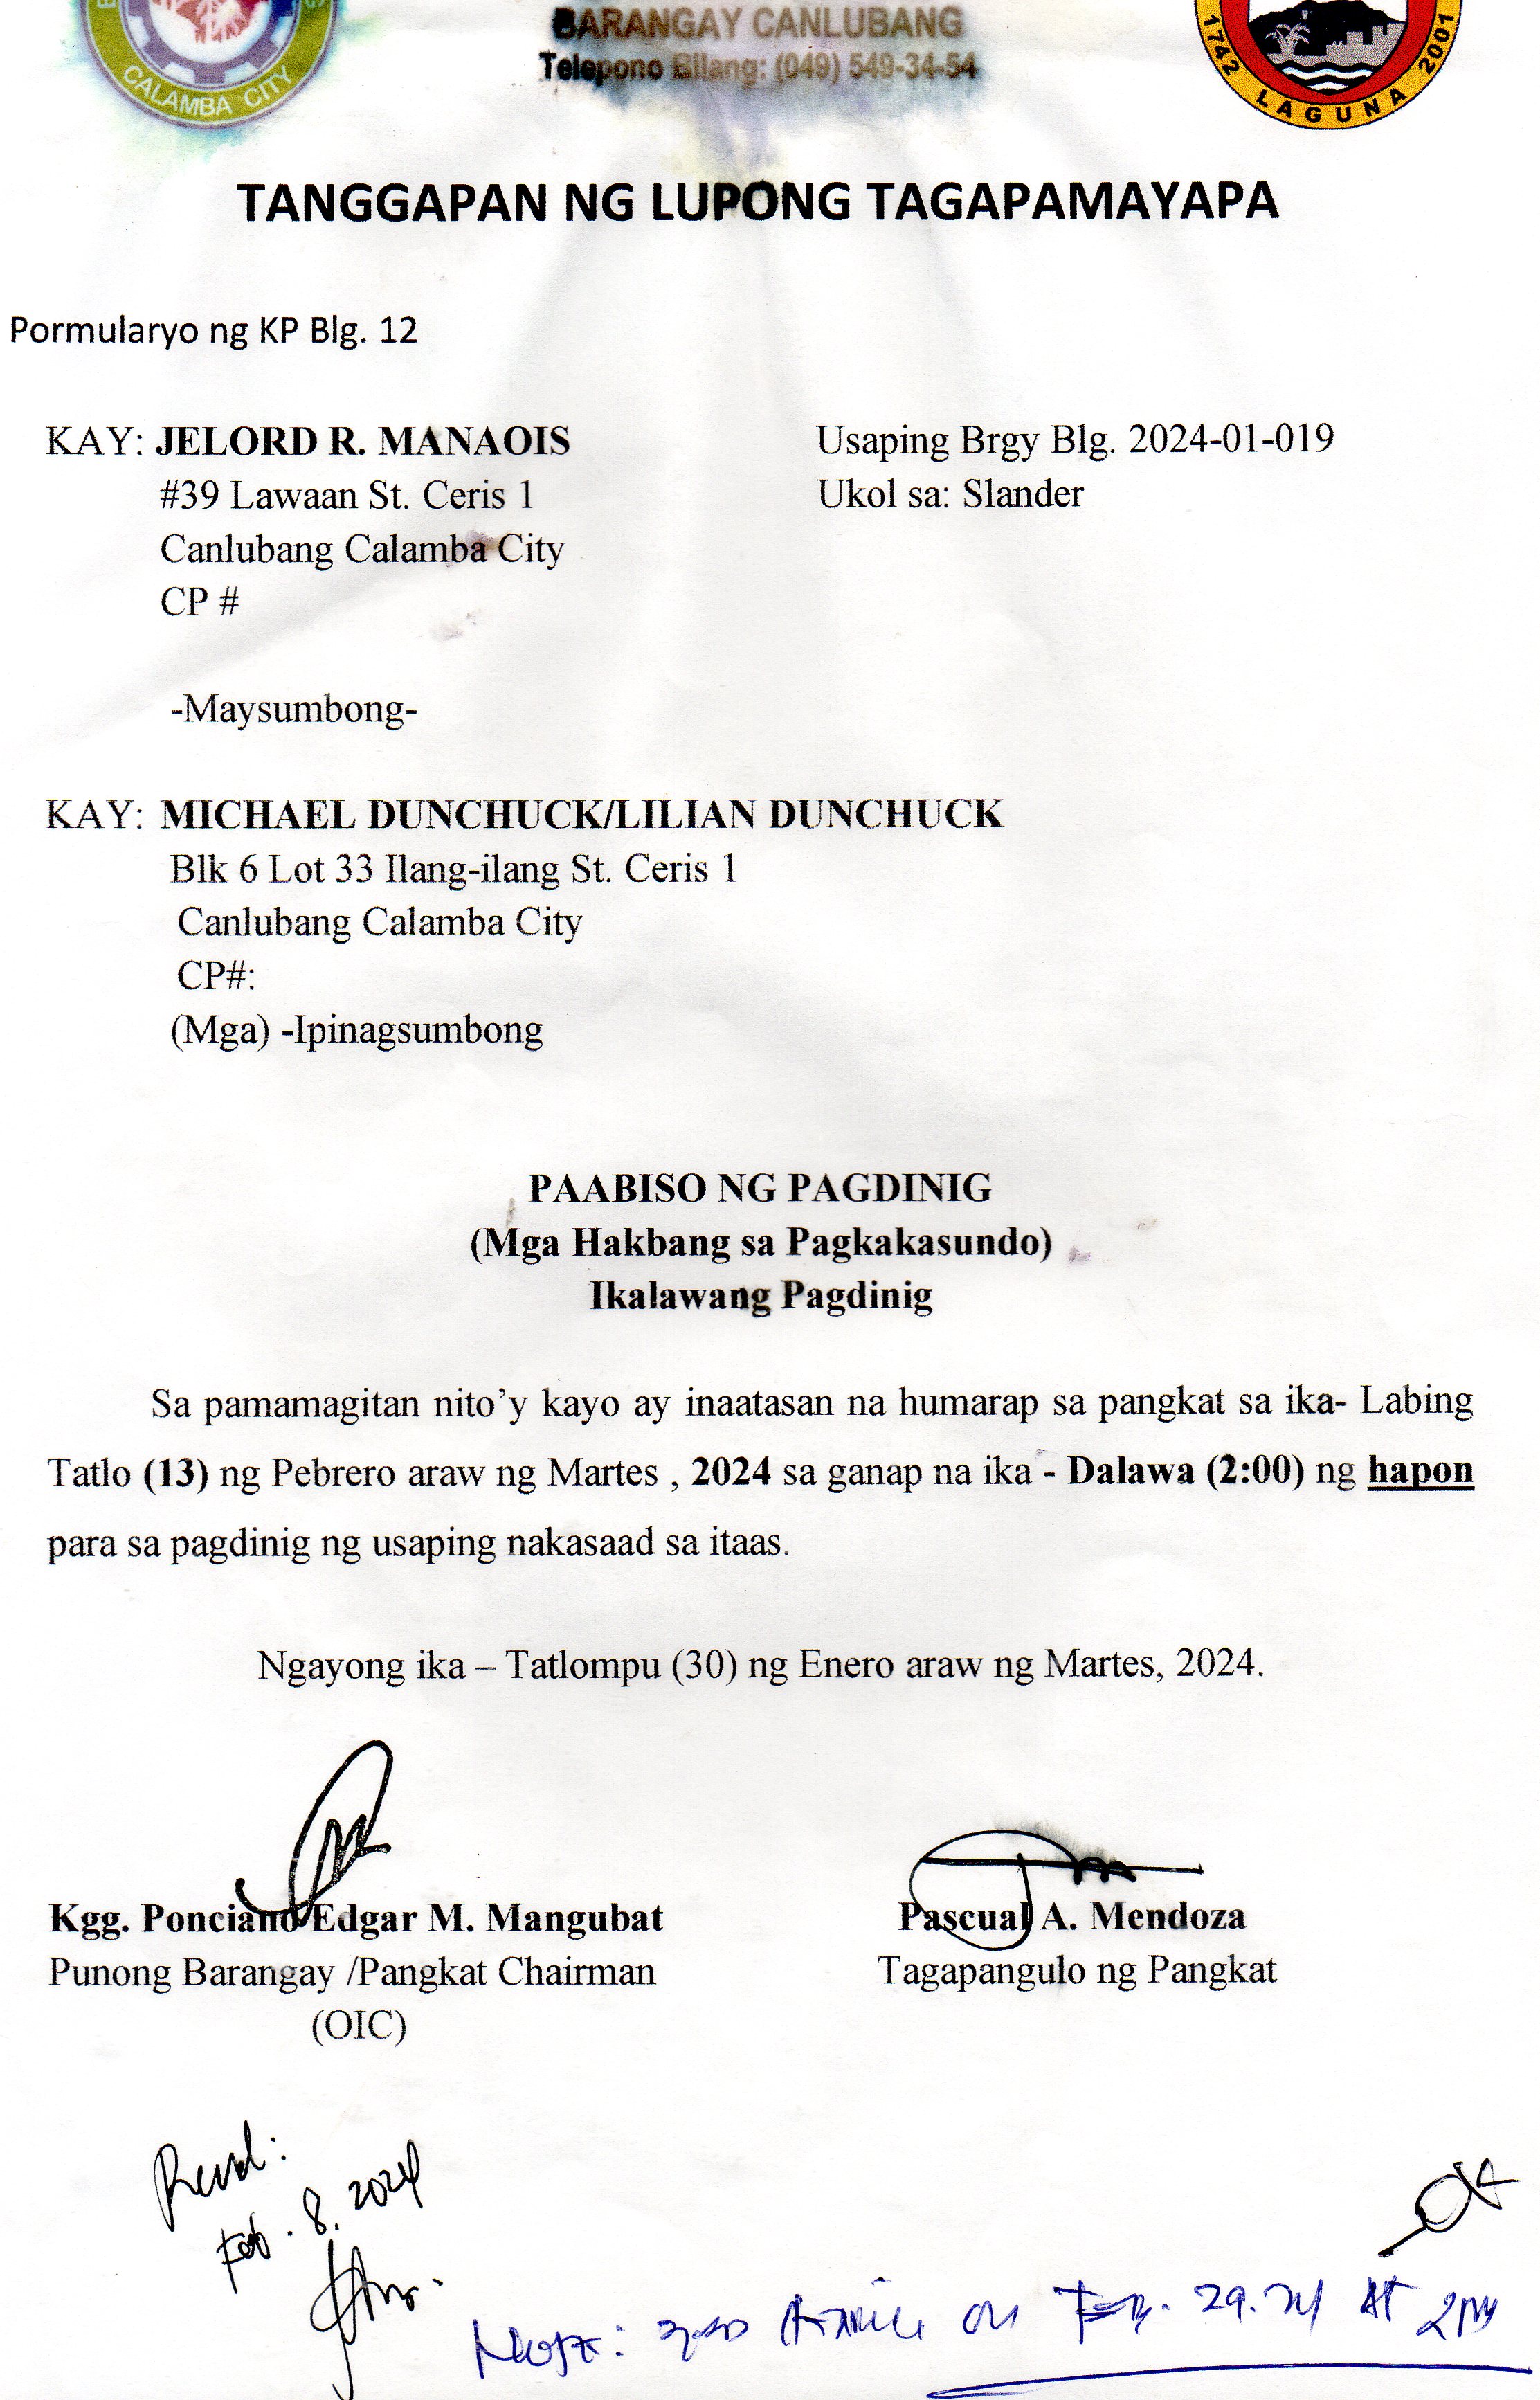 CALAMBA CITY
BARANGAY CANLUBANG
Telepono Bilang: (049) 549-34-54
1742 LAGUNA 2001
TANGGAPAN NG LUPONG TAGAPAMAYAPA
Pormularyo ng KP Blg. 12
KAY: JELORD R. MANAOIS
#39 Lawaan St. Ceris 1
Canlubang Calamba City
CP #
Usaping Brgy Blg. 2024-01-019
Ukol sa: Slander
-Maysumbong-
KAY: MICHAEL DUNCHUCK/LILIAN DUNCHUCK
Blk 6 Lot 33 Ilang-ilang St. Ceris 1
Canlubang Calamba City
CP#:
(Mga) -Ipinagsumbong
PAABISO NG PAGDINIG
(Mga Hakbang sa Pagkakasundo)
Ikalawang Pagdinig
Sa pamamagitan nito'y kayo ay inaatasan na humarap sa pangkat sa ika- Labing
Tatlo (13) ng Pebrero araw ng Martes , 2024 sa ganap na ika - Dalawa (2:00) ng hapon
para sa pagdinig ng usaping nakasaad sa itaas.
Ngayong ika – Tatlompu (30) ng Enero araw ng Martes, 2024.
Kgg. Ponciano Edgar M. Mangubat
Punong Barangay /Pangkat Chairman
(OIC)
Pascual A. Mendoza
Tagapangulo ng Pangkat
Feb. 8, 2024
on Feb. 29.24 At 2pm